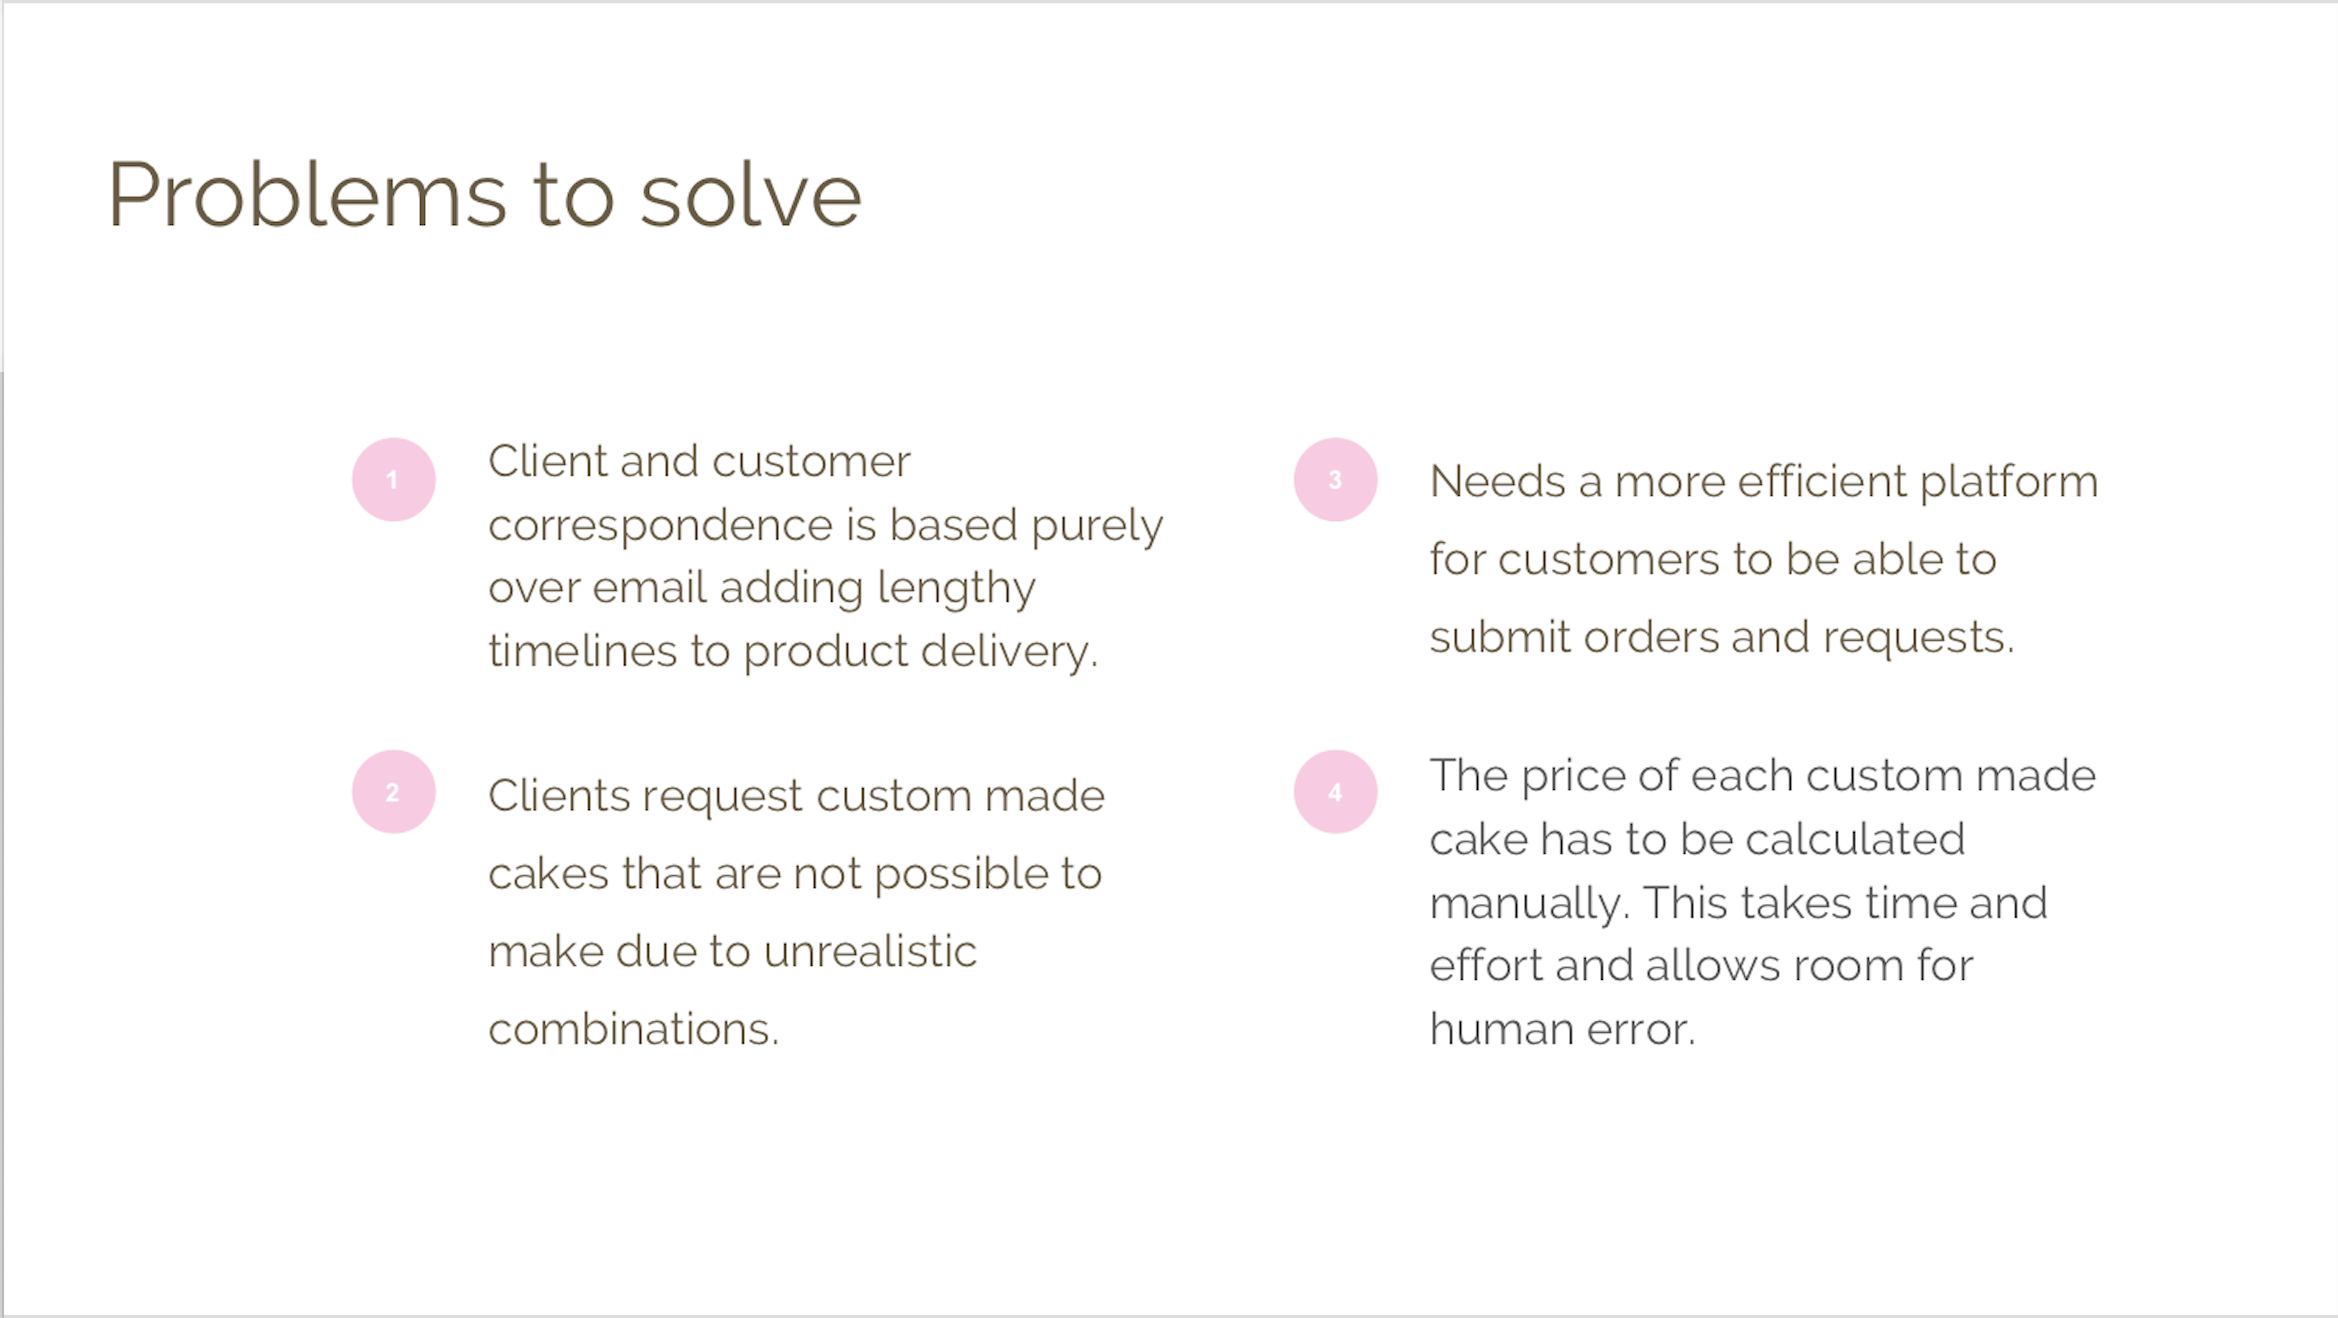 Problems to solve
1
Client and customer
correspondence is based purely
over email adding lengthy
timelines to product delivery.
2
Clients request custom made
cakes that are not possible to
make due to unrealistic
combinations.
3
Needs a more efficient platform
for customers to be able to
submit orders and requests.
4
The price of each custom made
cake has to be calculated
manually. This takes time and
effort and allows room for
human error.